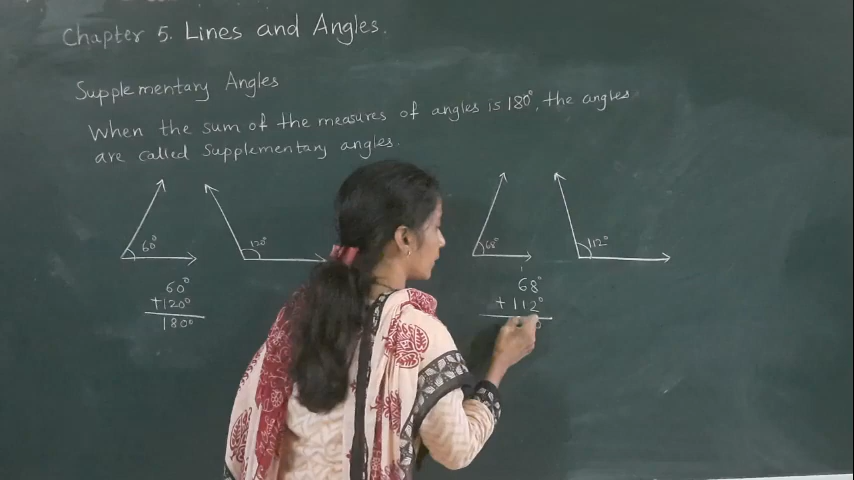 Chapter 5. Lines and Angles.
Supplementary Angles
When the sum of the measures of angles is 180°, the angles
are called Supplementary angles.
60°
120°
68°
112°
60°
+120°
180°
1
68°
+112°